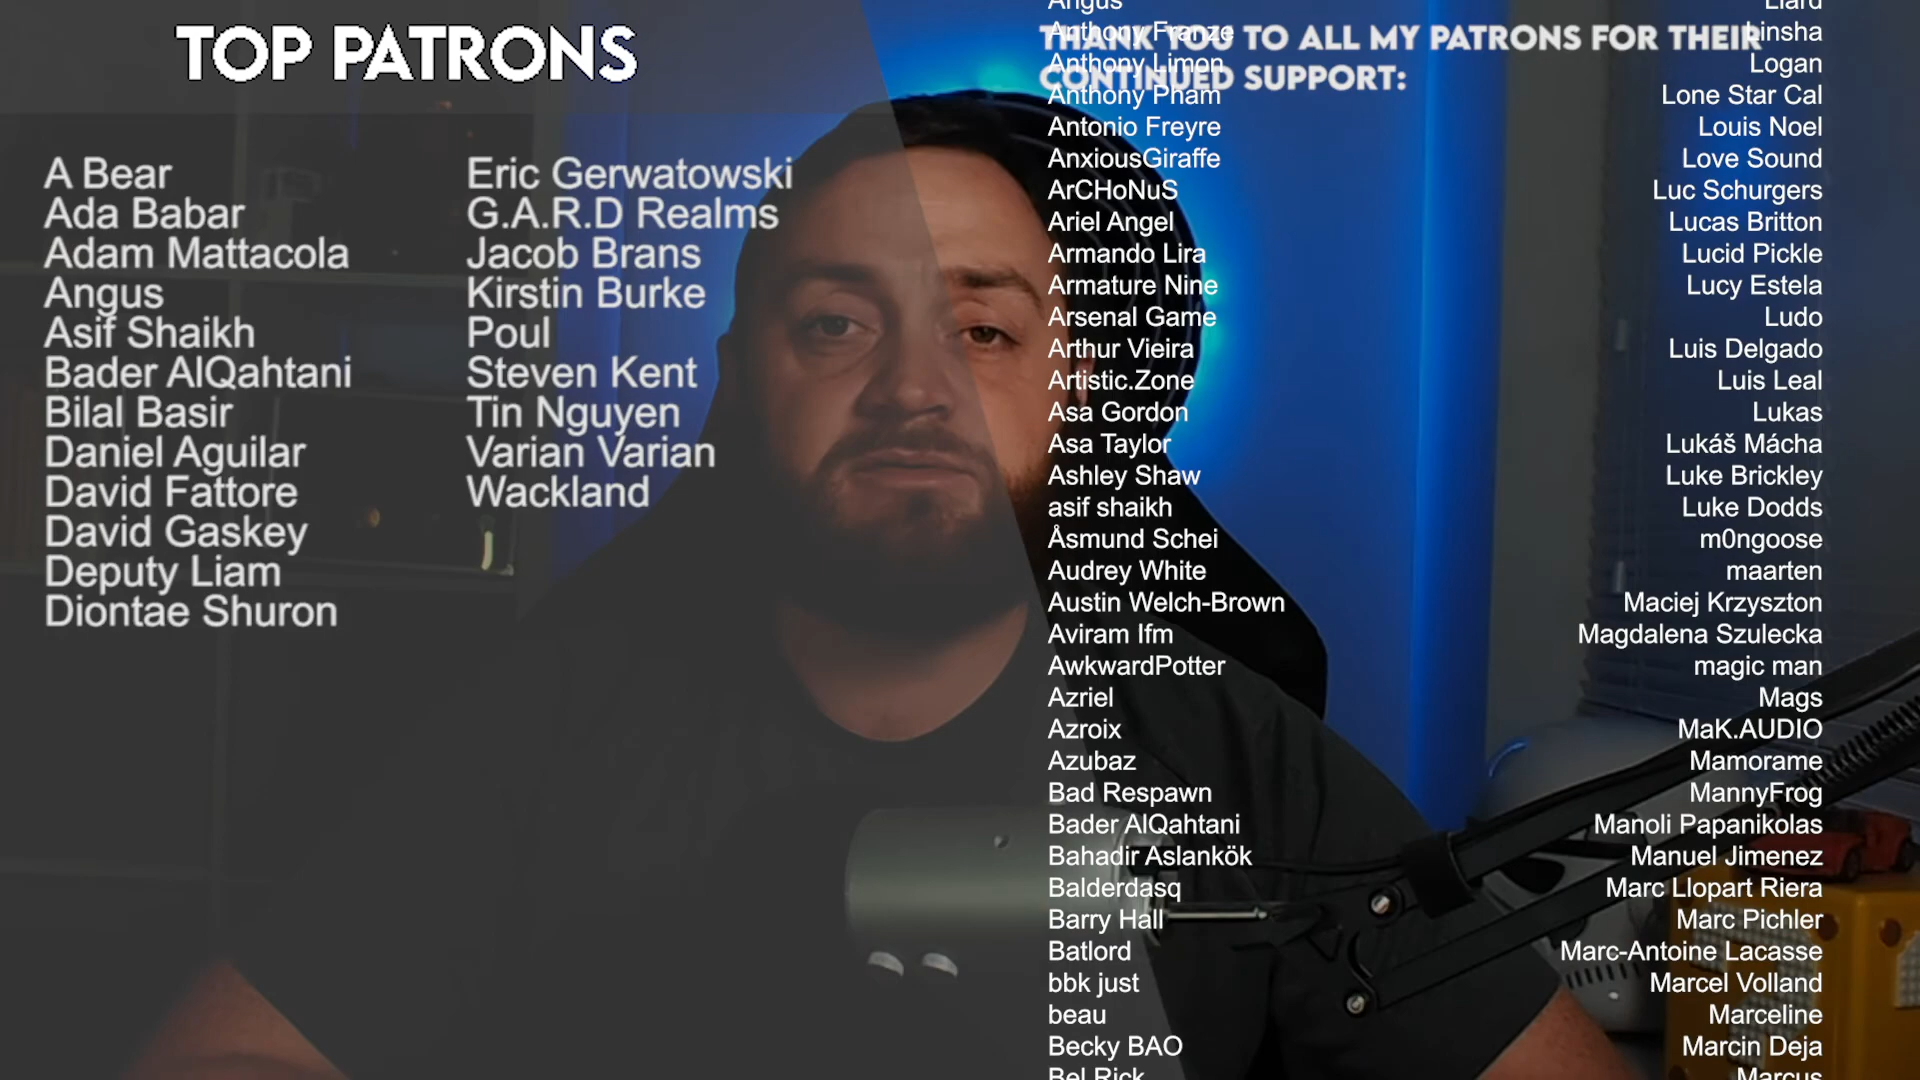 TOP PATRONS
A Bear
Ada Babar
Adam Mattacola
Angus
Asif Shaikh
Bader AlQahtani
Bilal Basir
Daniel Aguilar
David Fattore
David Gaskey
Deputy Liam
Diontae Shuron
Eric Gerwatowski
G.A.R.D Realms
Jacob Brans
Kirstin Burke
Poul
Steven Kent
Tin Nguyen
Varian Varian
Wackland
THANK YOU TO ALL MY PATRONS FOR THEIR
CONTINUED SUPPORT:
Angus
Anthony Franze
Anthony Limon
Anthony Pham
Antonio Freyre
AnxiousGiraffe
ArCHoNuS
Ariel Angel
Armando Lira
Armature Nine
Arsenal Game
Arthur Vieira
Artistic.Zone
Asa Gordon
Asa Taylor
Ashley Shaw
asif shaikh
Åsmund Schei
Audrey White
Austin Welch-Brown
Aviram Ifm
AwkwardPotter
Azriel
Azroix
Azubaz
Bad Respawn
Bader AlQahtani
Bahadir Aslankök
Balderdasq
Barry Hall
Batlord
bbk just
beau
Becky BAO
Bel Rick
Liard
Linsha
Logan
Lone Star Cal
Louis Noel
Love Sound
Luc Schurgers
Lucas Britton
Lucid Pickle
Lucy Estela
Ludo
Luis Delgado
Luis Leal
Lukas
Lukáš Mácha
Luke Brickley
Luke Dodds
m0ngoose
maarten
Maciej Krzyszton
Magdalena Szulecka
magic man
Mags
MaK.AUDIO
Mamorame
MannyFrog
Manoli Papanikolas
Manuel Jimenez
Marc Llopart Riera
Marc Pichler
Marc-Antoine Lacasse
Marcel Volland
Marceline
Marcin Deja
Marcus